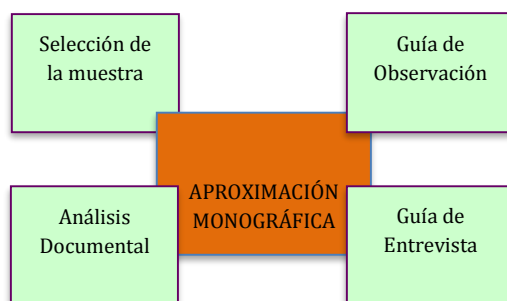 Selección de
la muestra
Guía de
Observación
APROXIMACIÓN
MONOGRÁFICA
Análisis
Documental
Guía de
Entrevista